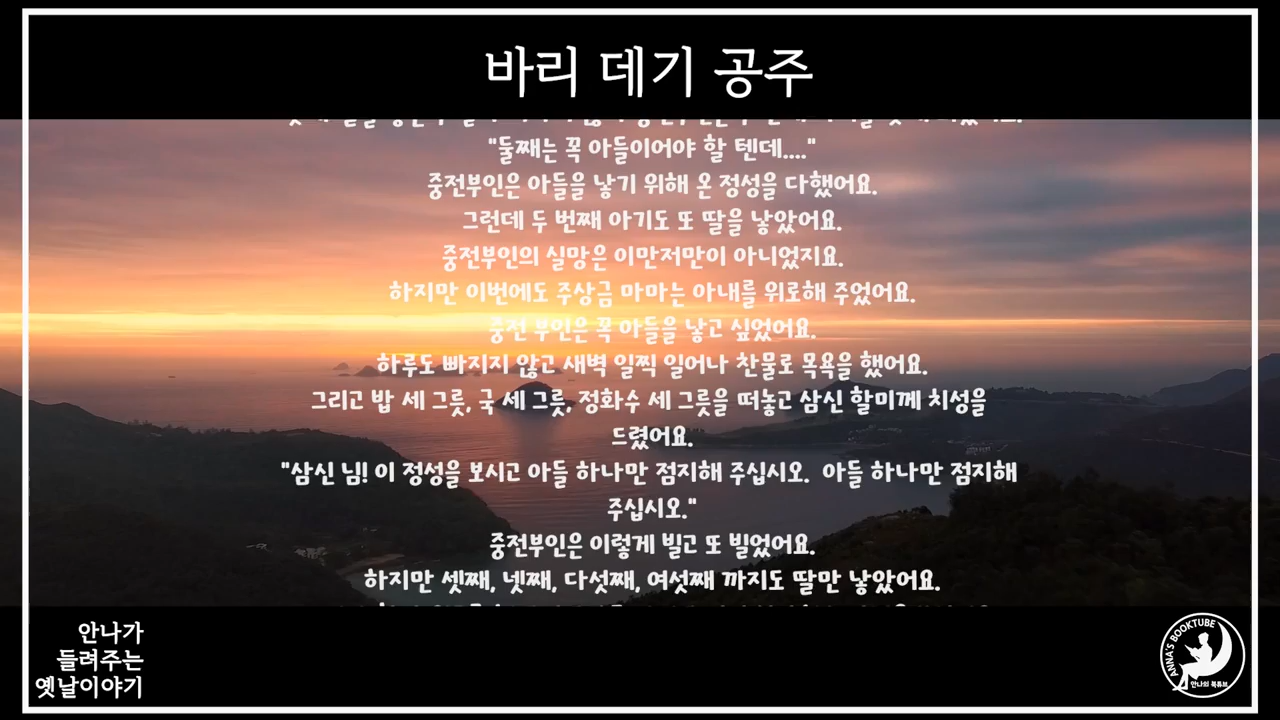 바리 데기 공주
"둘째는 꼭 아들이어야 할 텐데...."
중전부인은 아들을 낳기 위해 온 정성을 다했어요.
그런데 두 번째 아기도 또 딸을 낳았어요.
중전부인의 실망은 이만저만이 아니었지요.
하지만 이번에도 주상금 마마는 아내를 위로해 주었어요.
중전 부인은 꼭 아들을 낳고 싶었어요.
하루도 빠지지 않고 새벽 일찍 일어나 찬물로 목욕을 했어요.
그리고 밥 세 그릇, 국 세 그릇, 정화수 세 그릇을 떠놓고 삼신 할미께 치성을
드렸어요.
"삼신 님! 이 정성을 보시고 아들 하나만 점지해 주십시오. 아들 하나만 점지해
주십시오."
중전부인은 이렇게 빌고 또 빌었어요.
하지만 셋째, 넷째, 다섯째, 여섯째 까지도 딸만 낳았어요.
안나가
들려주는
옛날이야기
ANNA'S BOOKTUBE
안나의 북튜브